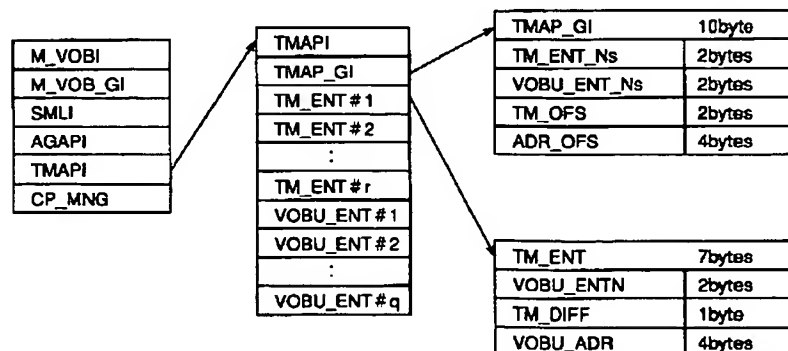 M_VOBI
M_VOB_GI
SMLI
AGAPI
TMAPI
CP_MNG
TMAPI
TMAP_GI
TM_ENT#1
TM_ENT#2
:
TM_ENT#r
VOBU_ENT#1
VOBU_ENT#2
:
VOBU_ENT#q
TMAP_GI 10byte
TM_ENT_Ns 2bytes
VOBU_ENT_Ns 2bytes
TM_OFS 2bytes
ADR_OFS 4bytes
TM_ENT 7bytes
VOBU_ENTN 2bytes
TM_DIFF 1byte
VOBU_ADR 4bytes